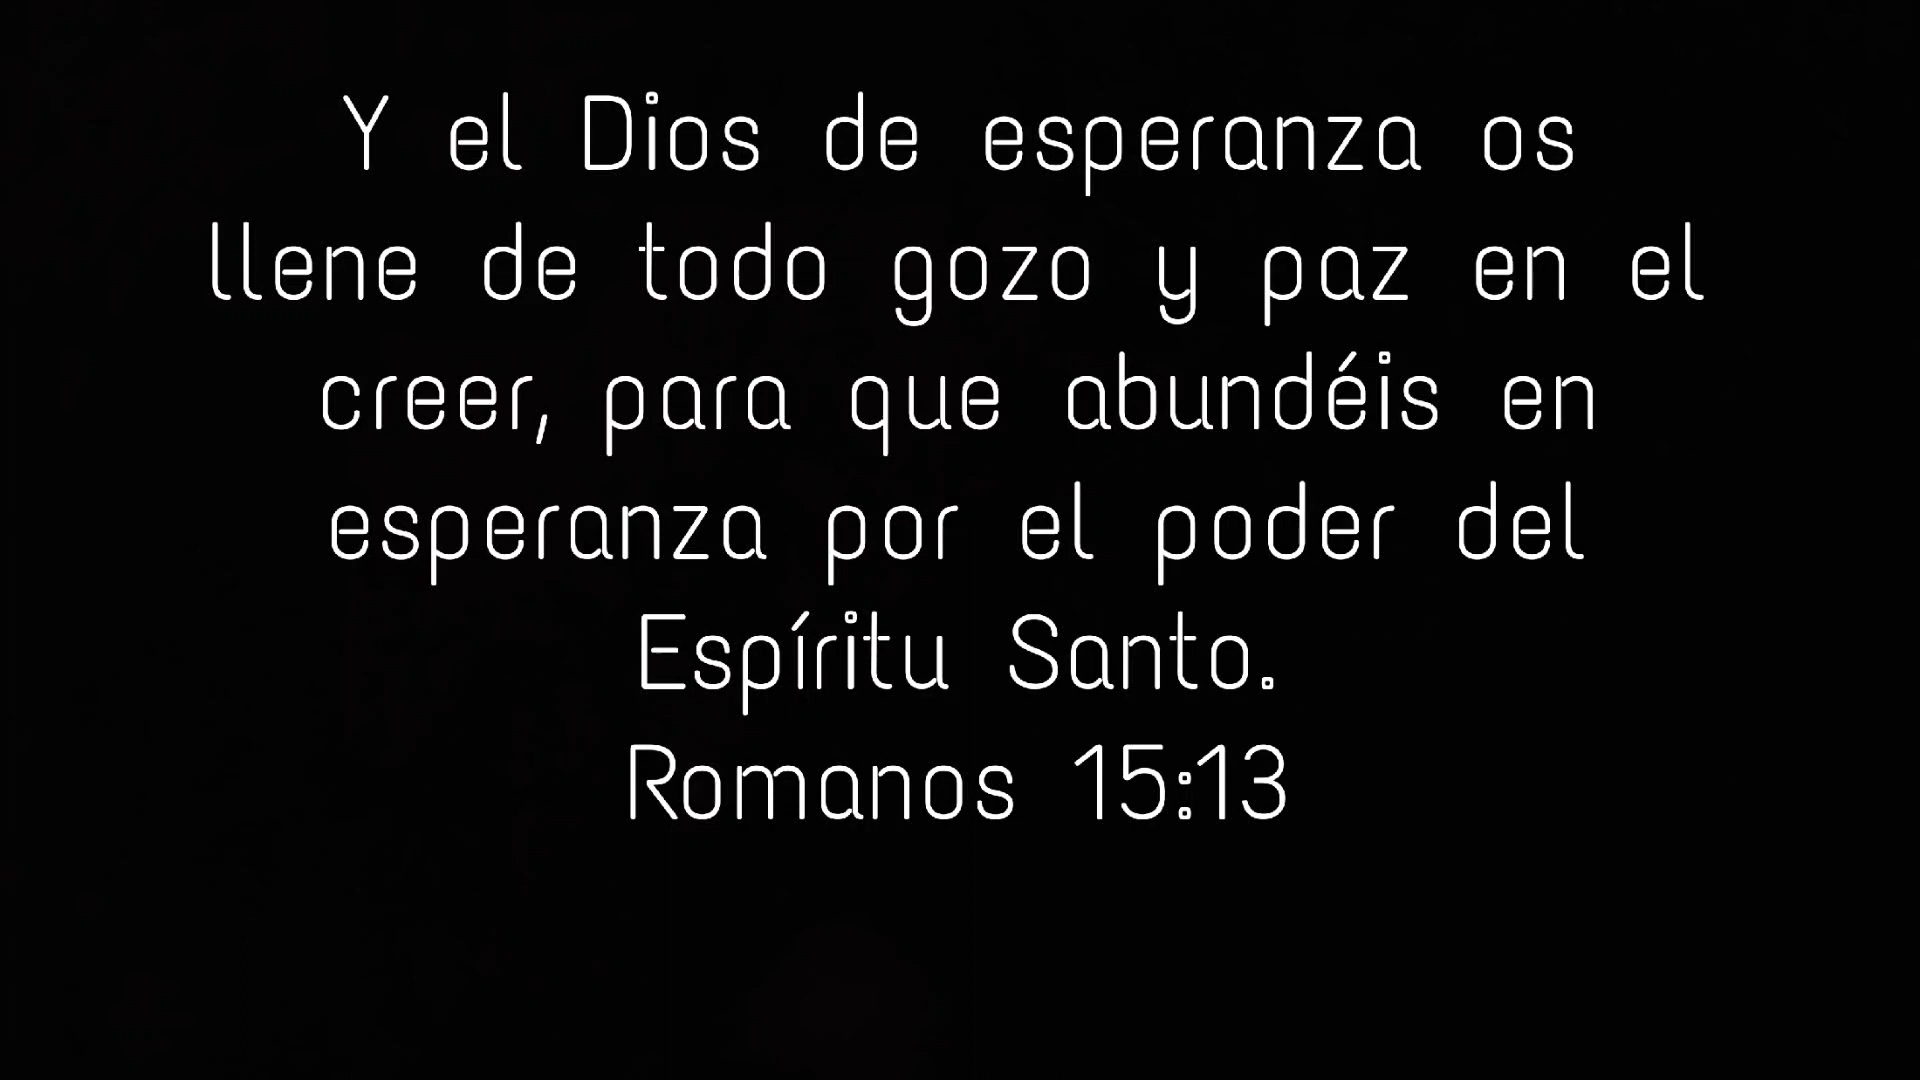 Y el Dios de esperanza os
llene de todo gozo y paz en el
creer, para que abundéis en
esperanza por el poder del
Espíritu Santo.
Romanos 15:13